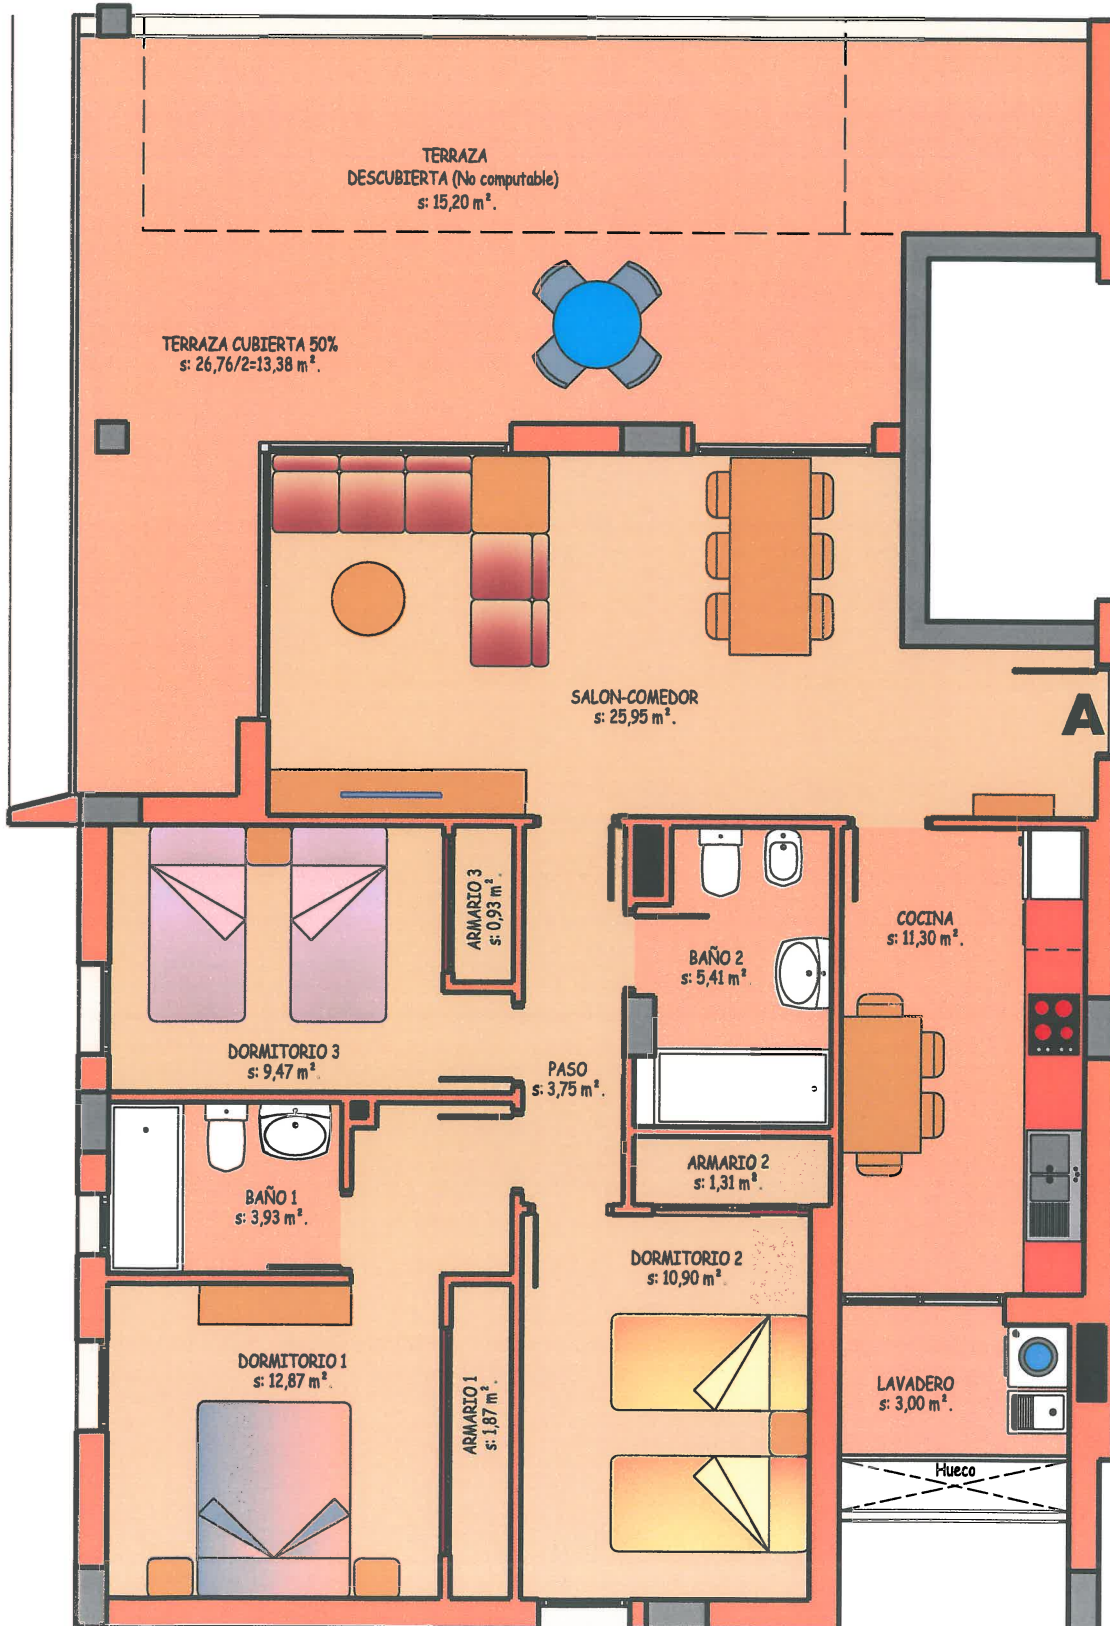 TERRAZA
DESCUBIERTA (No computable)
s: 15,20 m².
TERRAZA CUBIERTA 50%
s: 26,76/2=13,38 m².
SALON-COMEDOR
s: 25,95 m².
A
ARMARIO 3
s: 0,93 m².
COCINA
s: 11,30 m².
BAÑO 2
s: 5,41 m²
DORMITORIO 3
s: 9,47 m².
PASO
s: 3,75 m².
ARMARIO 2
s: 1,31 m².
BAÑO 1
s: 3,93 m².
DORMITORIO 2
s: 10,90 m².
DORMITORIO 1
s: 12,87 m².
ARMARIO 1
s: 1,87 m².
LAVADERO
s: 3,00 m².
Hueco